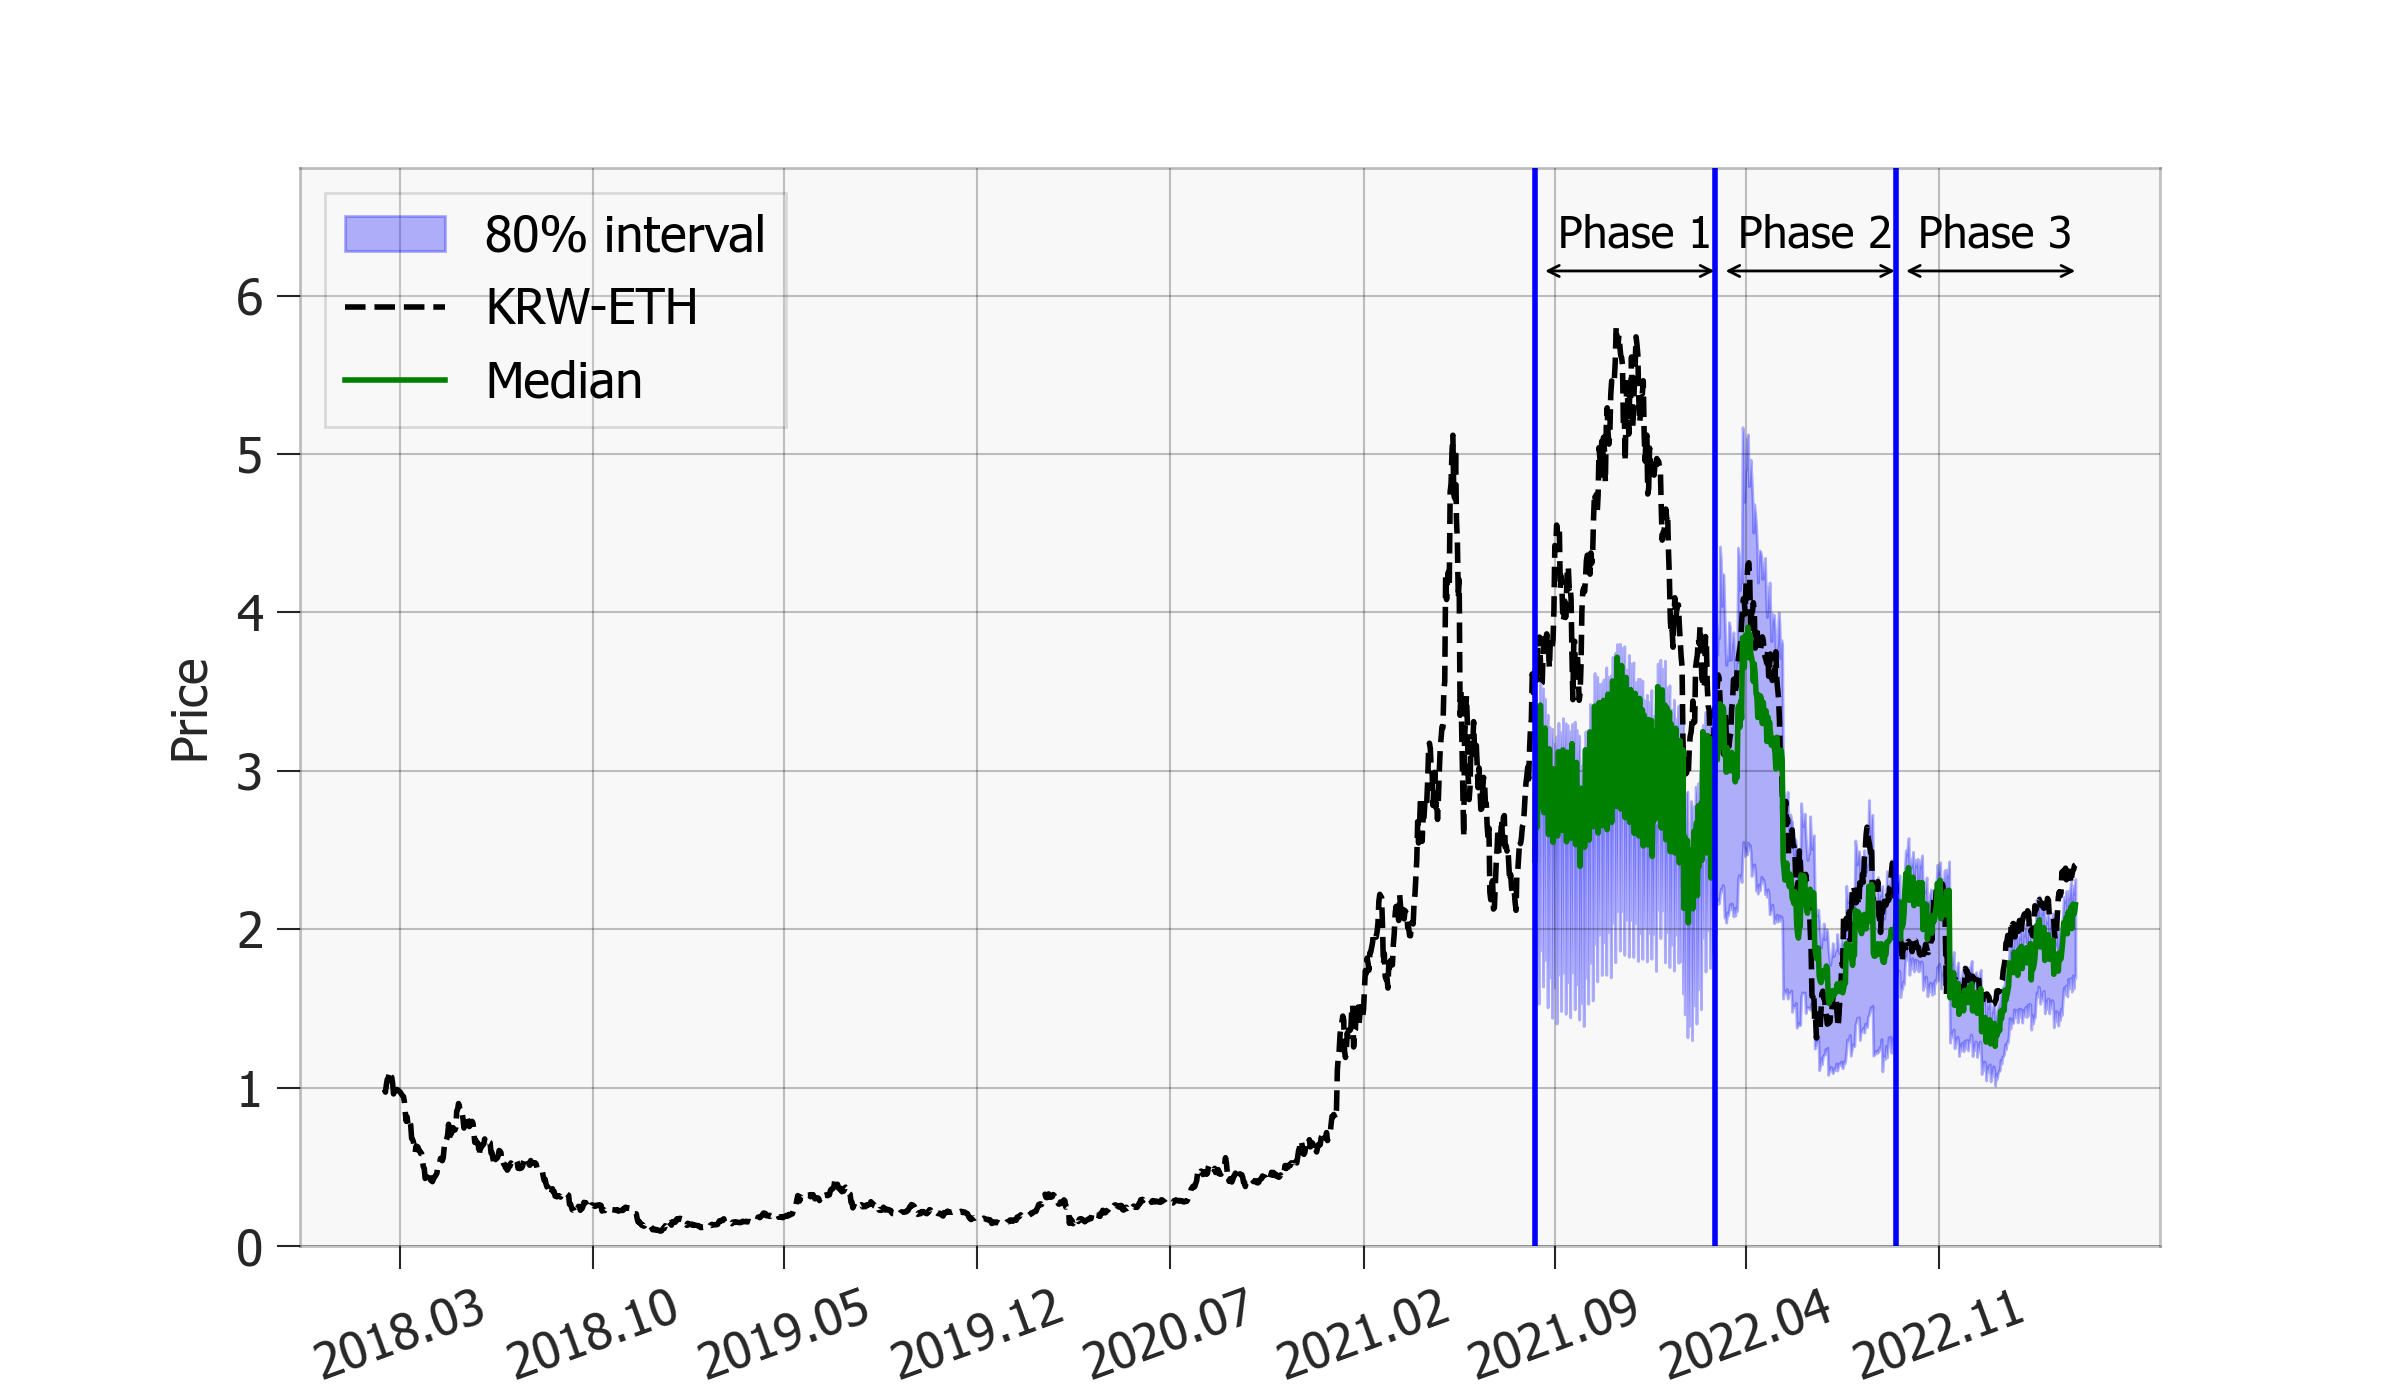 80% interval
KRW-ETH
Median
Phase 1
Phase 2
Phase 3
6
5
4
3
2
1
0
Price
2018.03
2018.10
2019.05
2019.12
2020.07
2021.02
2021.09
2022.04
2022.11